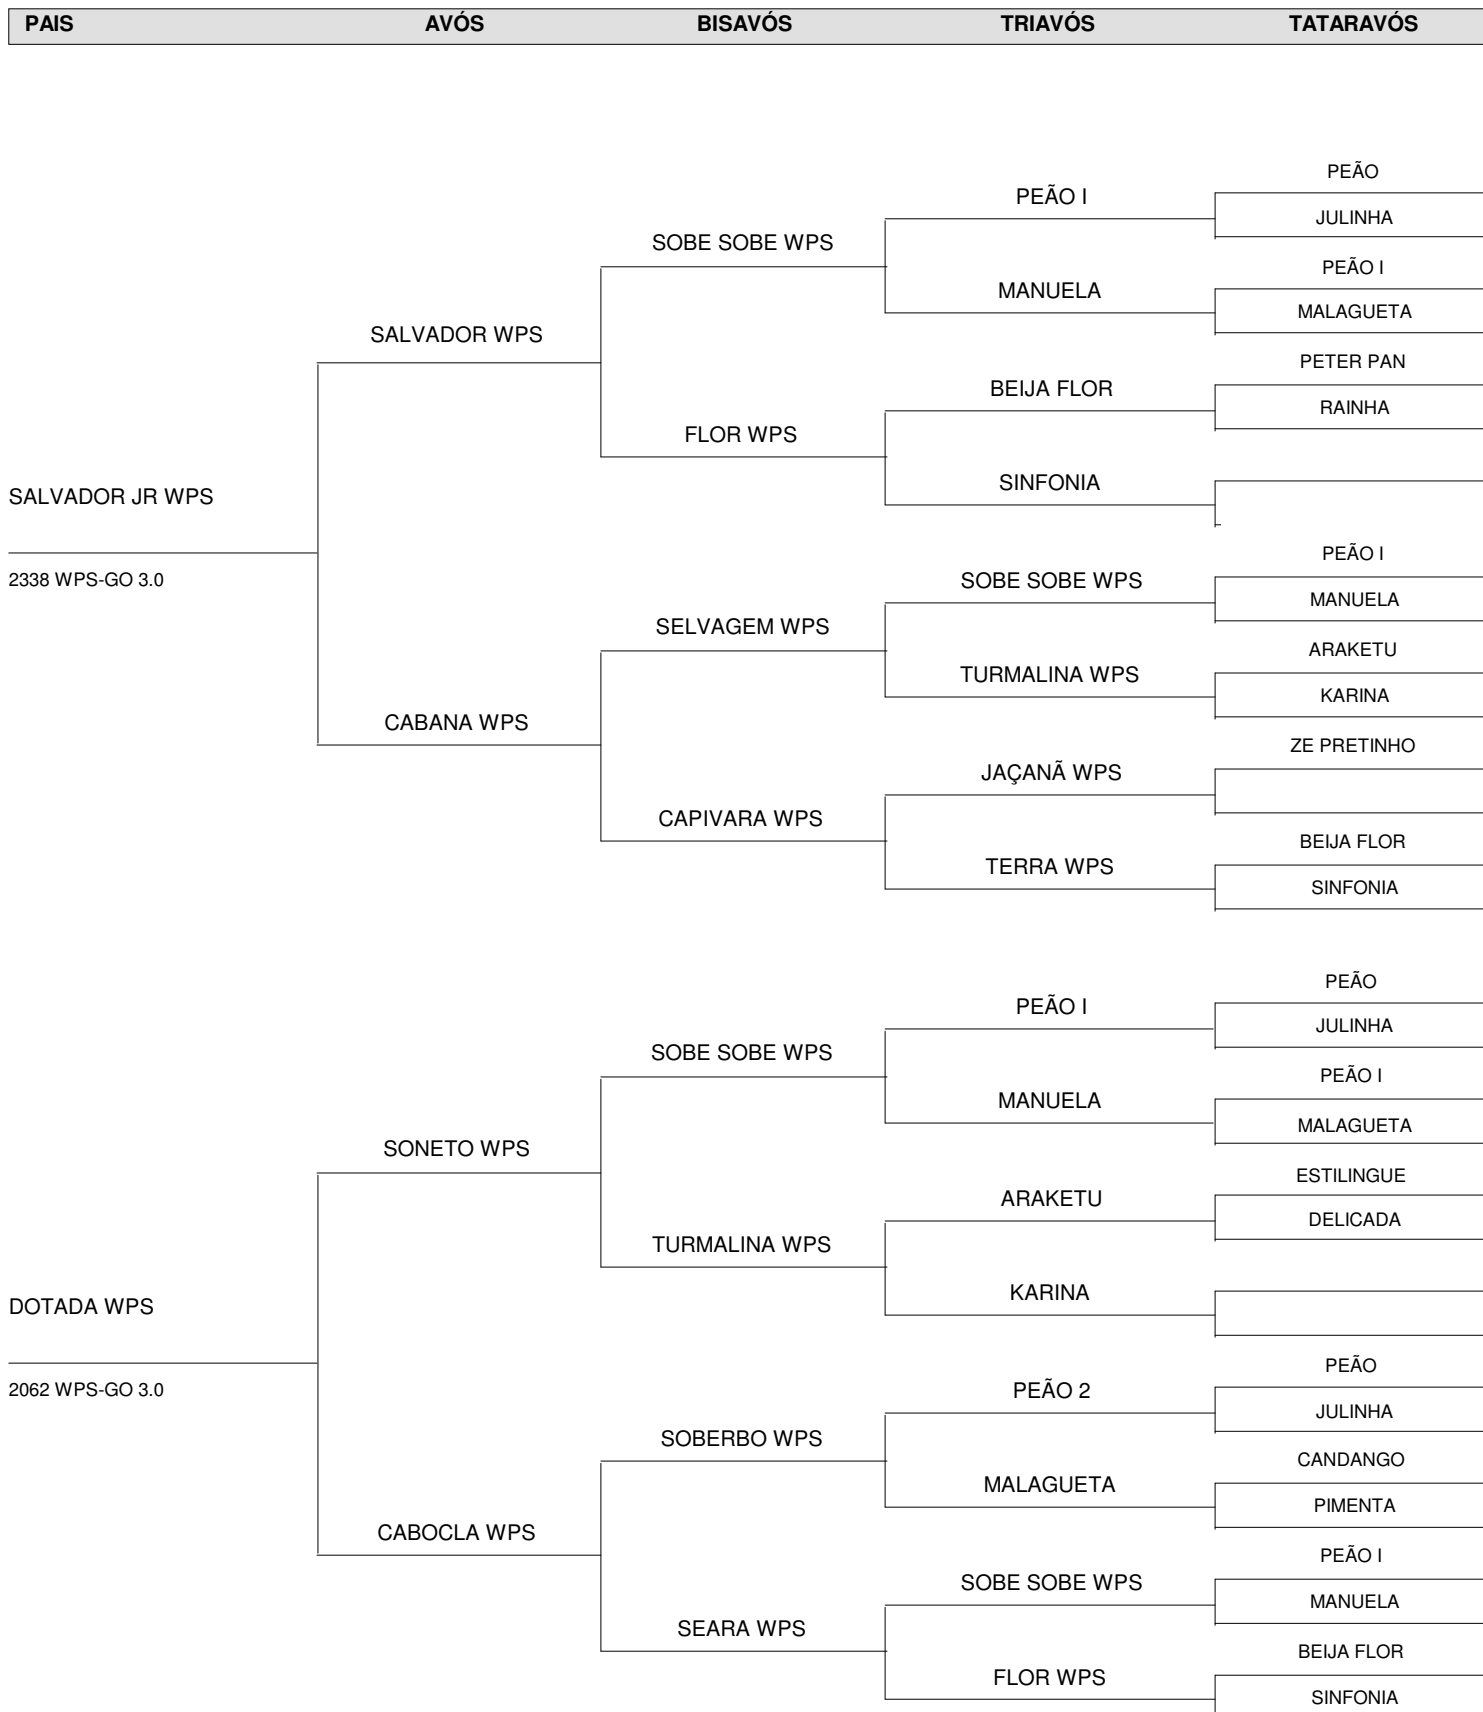 PAIS AVÓS BISAVÓS TRIAVÓS TATARAVÓS
PEÃO
PEÃO I
JULINHA
SOBE SOBE WPS
PEÃO I
MANUELA
MALAGUETA
SALVADOR WPS
PETER PAN
BEIJA FLOR
RAINHA
FLOR WPS
SINFONIA
SALVADOR JR WPS
PEÃO I
2338 WPS-GO 3.0
SOBE SOBE WPS
MANUELA
SELVAGEM WPS
ARAKETU
TURMALINA WPS
KARINA
CABANA WPS
ZE PRETINHO
JAÇANÃ WPS
CAPIVARA WPS
BEIJA FLOR
TERRA WPS
SINFONIA
PEÃO
PEÃO I
JULINHA
SOBE SOBE WPS
PEÃO I
MANUELA
MALAGUETA
SONETO WPS
ESTILINGUE
ARAKETU
DELICADA
TURMALINA WPS
KARINA
DOTADA WPS
PEÃO
2062 WPS-GO 3.0
PEÃO 2
JULINHA
SOBERBO WPS
CANDANGO
MALAGUETA
PIMENTA
CABOCLA WPS
PEÃO I
SOBE SOBE WPS
MANUELA
SEARA WPS
BEIJA FLOR
FLOR WPS
SINFONIA